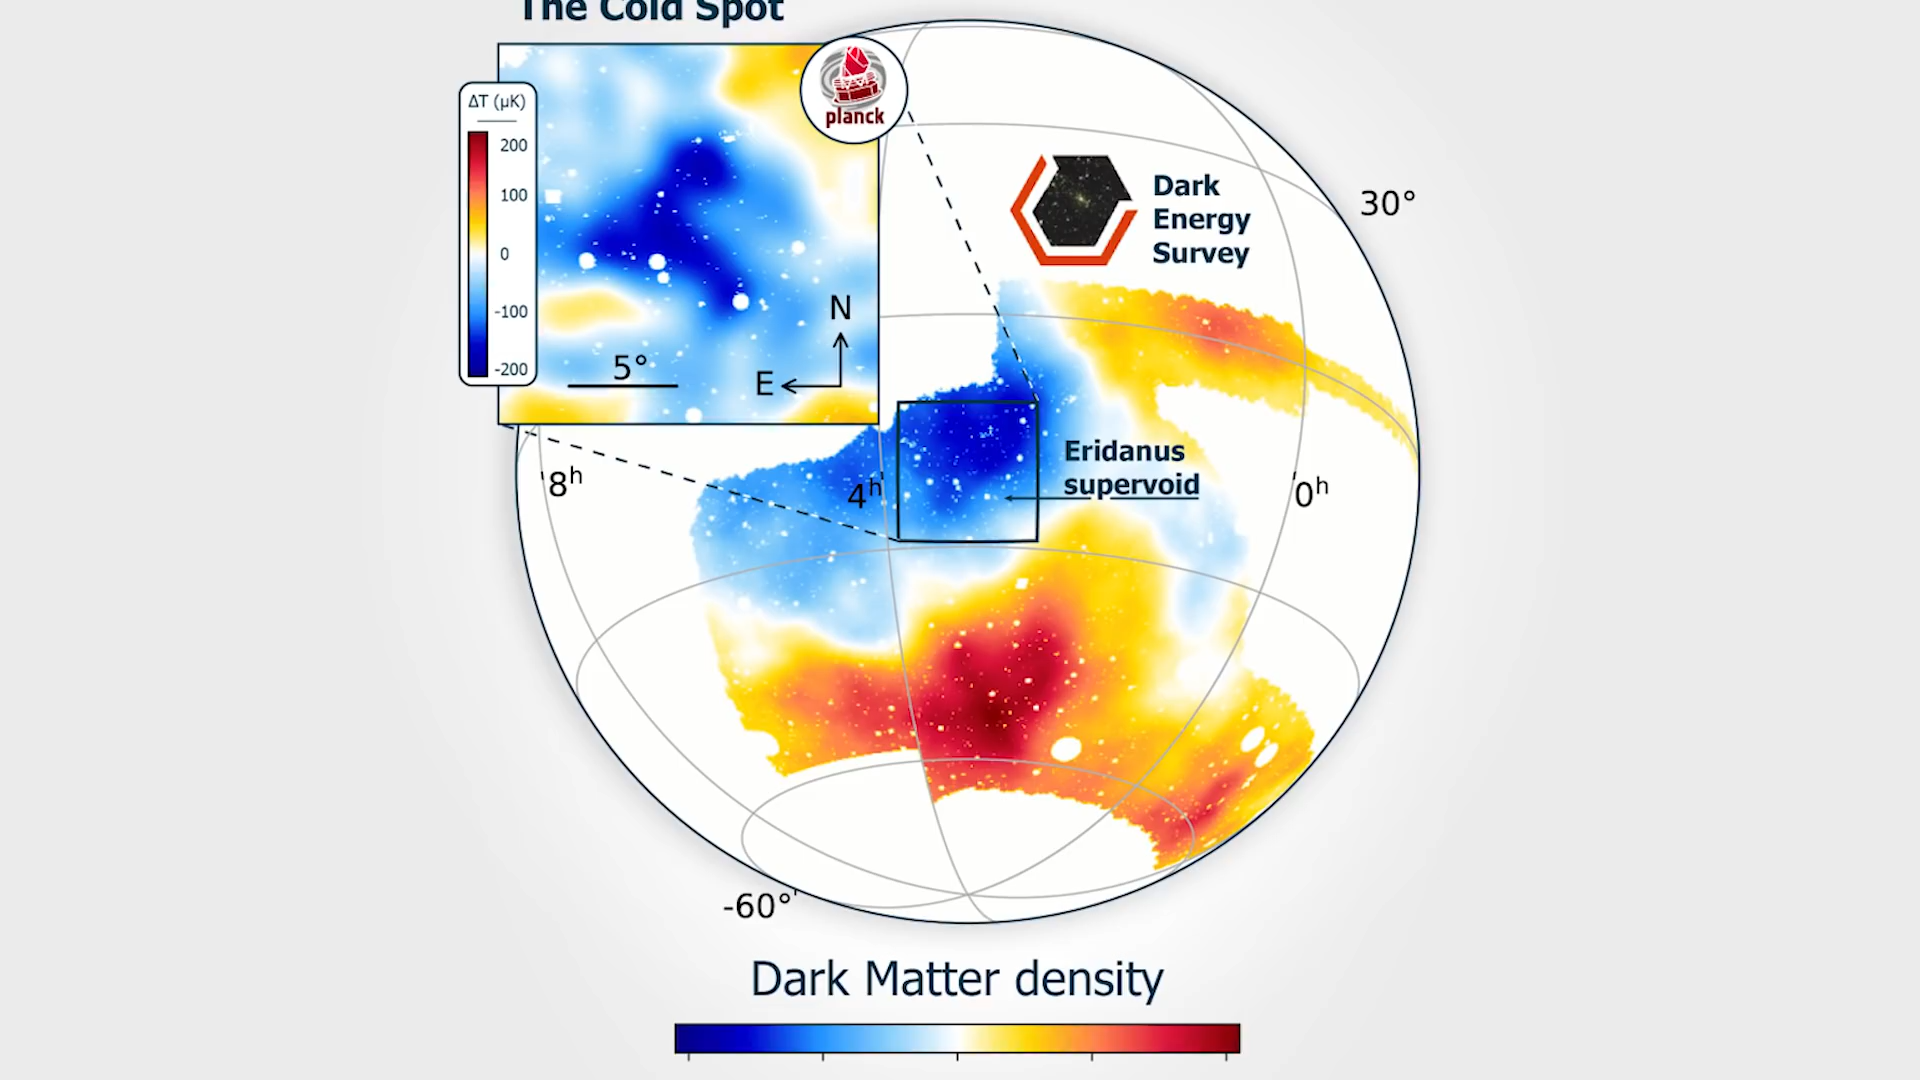 The Cold Spot
ΔT (μK)
200
100
0
-100
-200
planck
5°
N
E
Dark
Energy
Survey
30°
Eridanus
supervoid
8ʰ
4ʰ
0ʰ
-60°
Dark Matter density